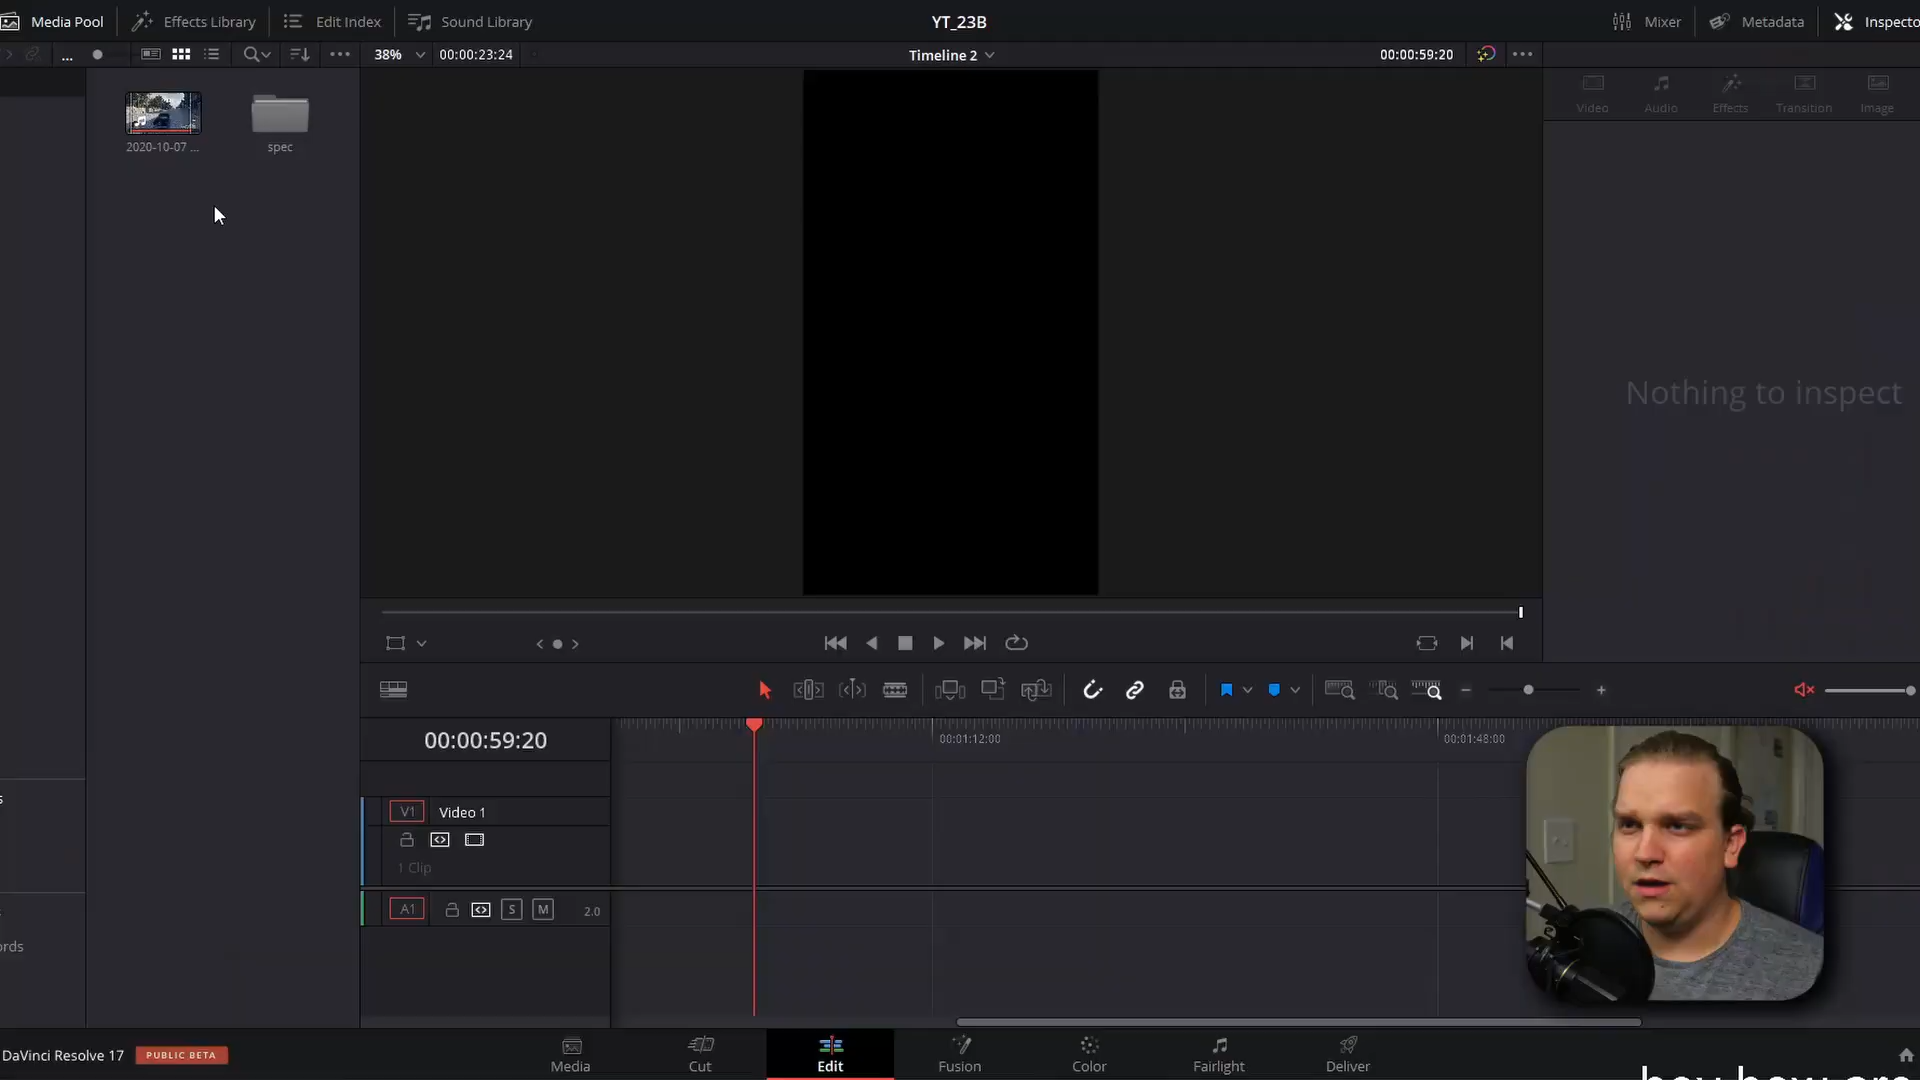 Media Pool
Effects Library
Edit Index
Sound Library
YT_23B
Mixer
Metadata
Inspecto
...
38%
00:00:23:24
Timeline 2
00:00:59:20
2020-10-07 ...
spec
Video
Audio
Effects
Transition
Image
Nothing to inspect
00:00:59:20
00:01:12:00
00:01:48:00
V1
Video 1
1 Clip
A1
S
M
2.0
s
ords
DaVinci Resolve 17
PUBLIC BETA
Media
Cut
Edit
Fusion
Color
Fairlight
Deliver